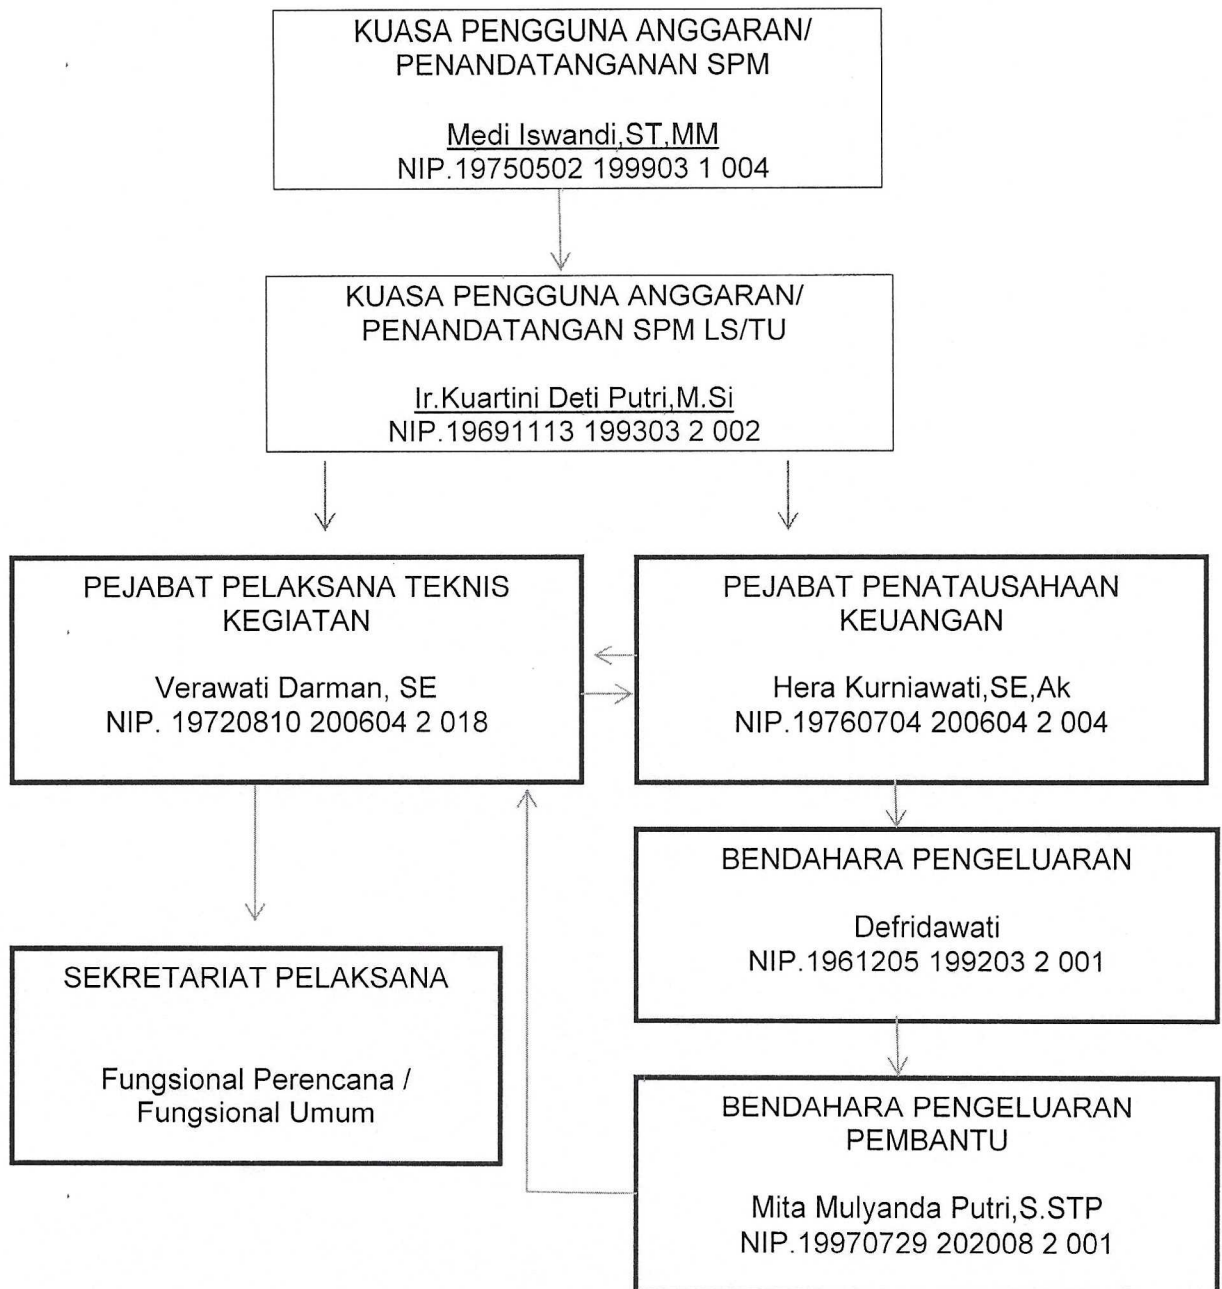 KUASA PENGGUNA ANGGARAN/
PENANDATANGANAN SPM
Medi Iswandi,ST,MM
NIP.19750502 199903 1 004
KUASA PENGGUNA ANGGARAN/
PENANDATANGAN SPM LS/TU
Ir.Kuartini Deti Putri,M.Si
NIP.19691113 199303 2 002
PEJABAT PELAKSANA TEKNIS
KEGIATAN
Verawati Darman, SE
NIP. 19720810 200604 2 018
PEJABAT PENATAUSAHAAN
KEUANGAN
Hera Kurniawati,SE,Ak
NIP.19760704 200604 2 004
BENDAHARA PENGELUARAN
Defridawati
NIP.1961205 199203 2 001
SEKRETARIAT PELAKSANA
Fungsional Perencana /
Fungsional Umum
BENDAHARA PENGELUARAN
PEMBANTU
Mita Mulyanda Putri,S.STP
NIP.19970729 202008 2 001